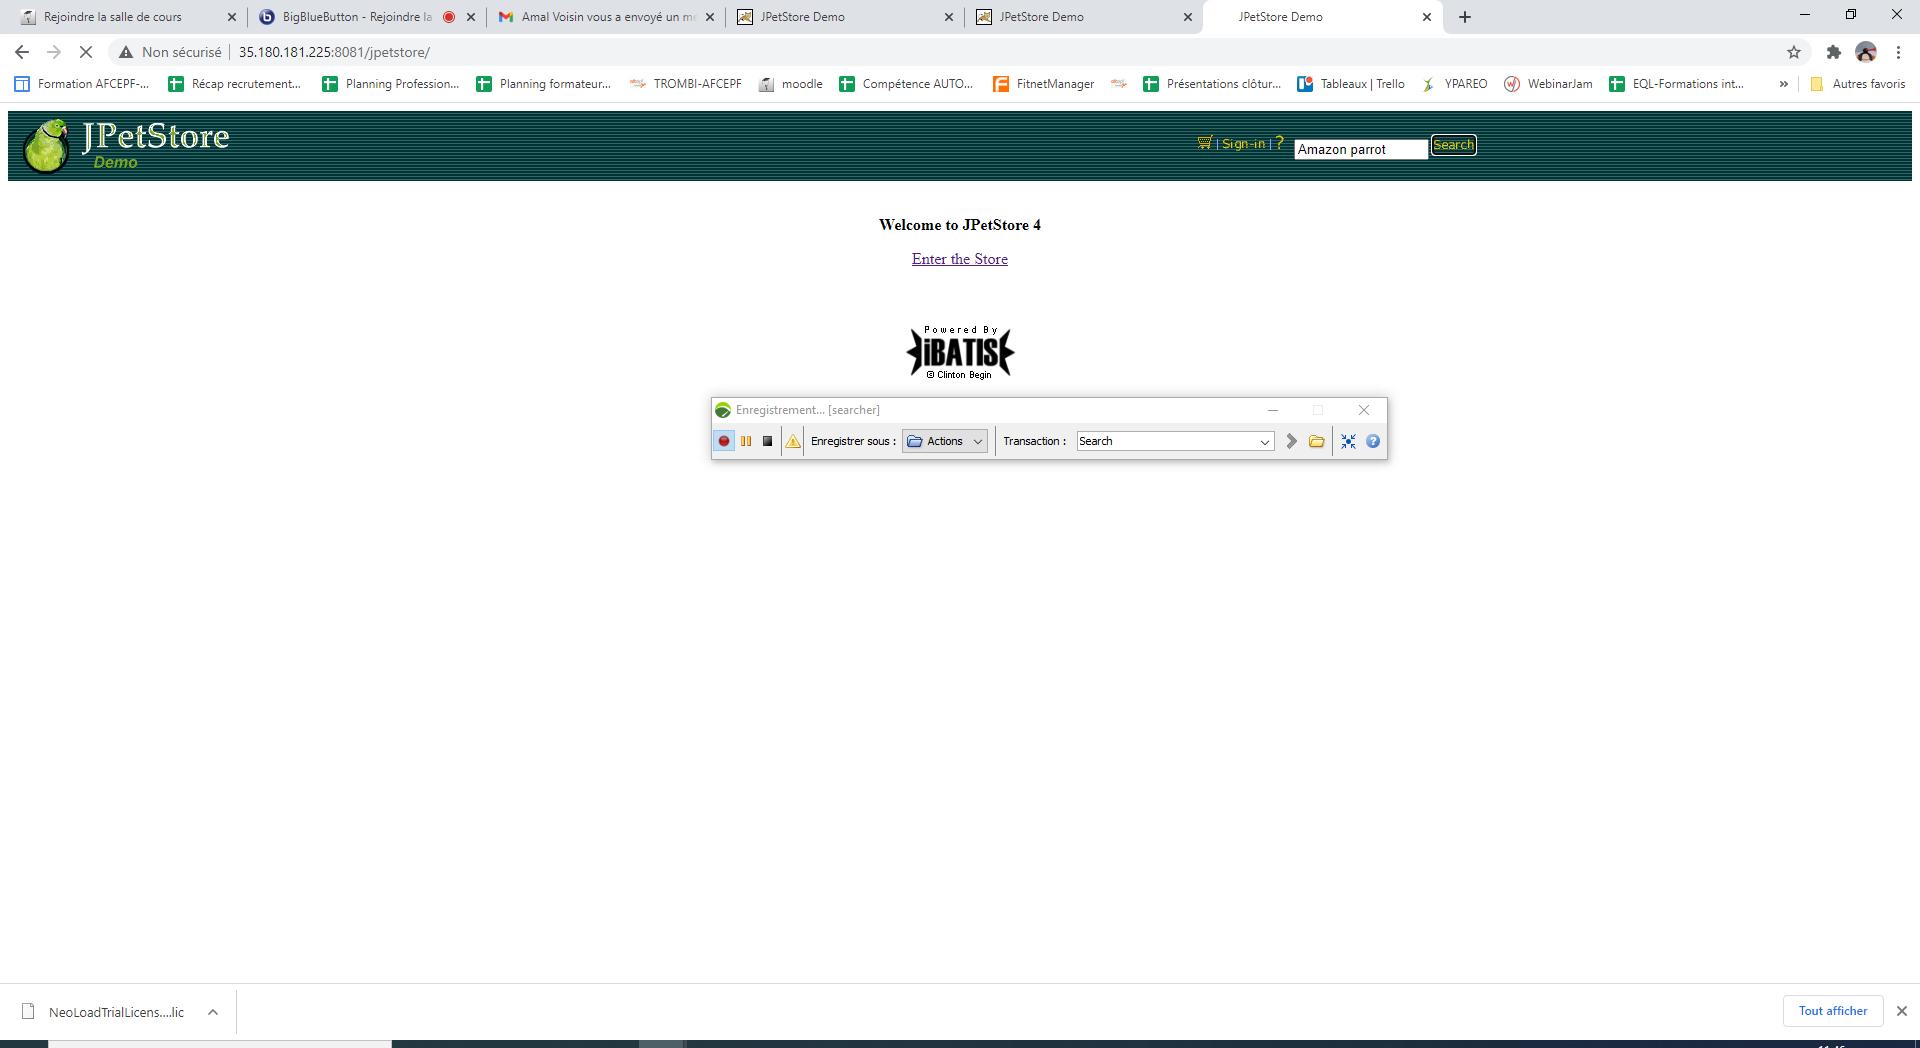 Rejoindre la salle de cours
BigBlueButton - Rejoindre la
Amal Voisin vous a envoyé un me
JPetStore Demo
JPetStore Demo
JPetStore Demo
Non sécurisé
35.180.181.225:8081/jpetstore/
Formation AFCEPF-...
Récap recrutement...
Planning Profession...
Planning formateur...
TROMBI-AFCEPF
moodle
Compétence AUTO...
FitnetManager
Présentations clôtur...
Tableaux | Trello
YPAREO
WebinarJam
EQL-Formations int...
»
Autres favoris
JPetStore
Demo
| Sign-in | ?
Amazon parrot
Search
Welcome to JPetStore 4
Enter the Store
Powered By
iBATIS
© Clinton Begin
Enregistrement... [searcher]
Enregistrer sous :
Actions
Transaction :
Search
NeoLoadTrialLicens....lic
Tout afficher